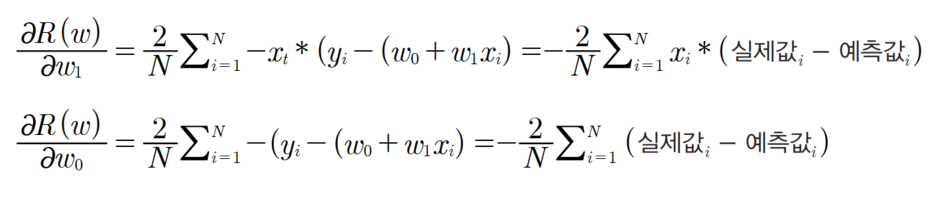 ∂R(w)/∂w₁ = 2/N ∑ᵢ₌₁ᴺ −xₜ * (yᵢ − (w₀ + w₁xᵢ) =− 2/N ∑ᵢ₌₁ᴺ xᵢ * (실제값ᵢ − 예측값ᵢ)
∂R(w)/∂w₀ = 2/N ∑ᵢ₌₁ᴺ −(yᵢ − (w₀ + w₁xᵢ) =− 2/N ∑ᵢ₌₁ᴺ (실제값ᵢ − 예측값ᵢ)